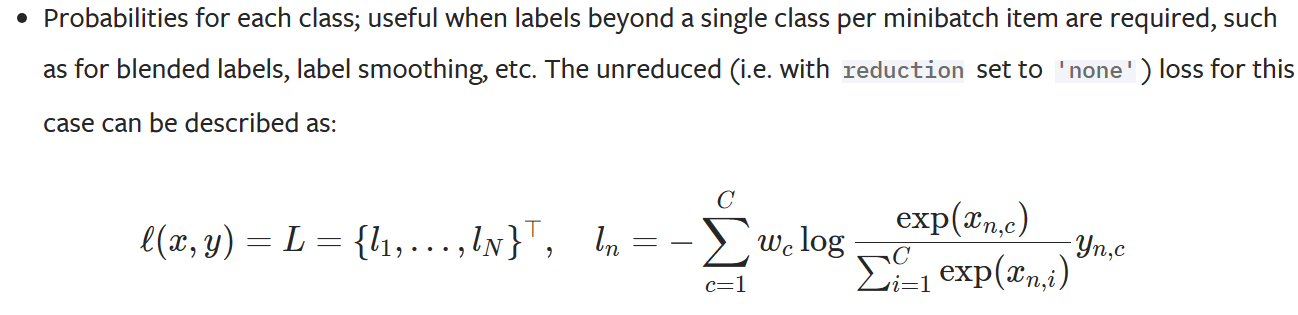 • Probabilities for each class; useful when labels beyond a single class per minibatch item are required, such
as for blended labels, label smoothing, etc. The unreduced (i.e. with reduction set to 'none') loss for this
case can be described as:
ℓ(x, y) = L = {l_1, . . . , l_N}^⊤, l_n = − ∑_{c=1}^{C} w_c log \frac{exp(x_{n,c})}{∑_{i=1}^{C} exp(x_{n,i})} y_{n,c}